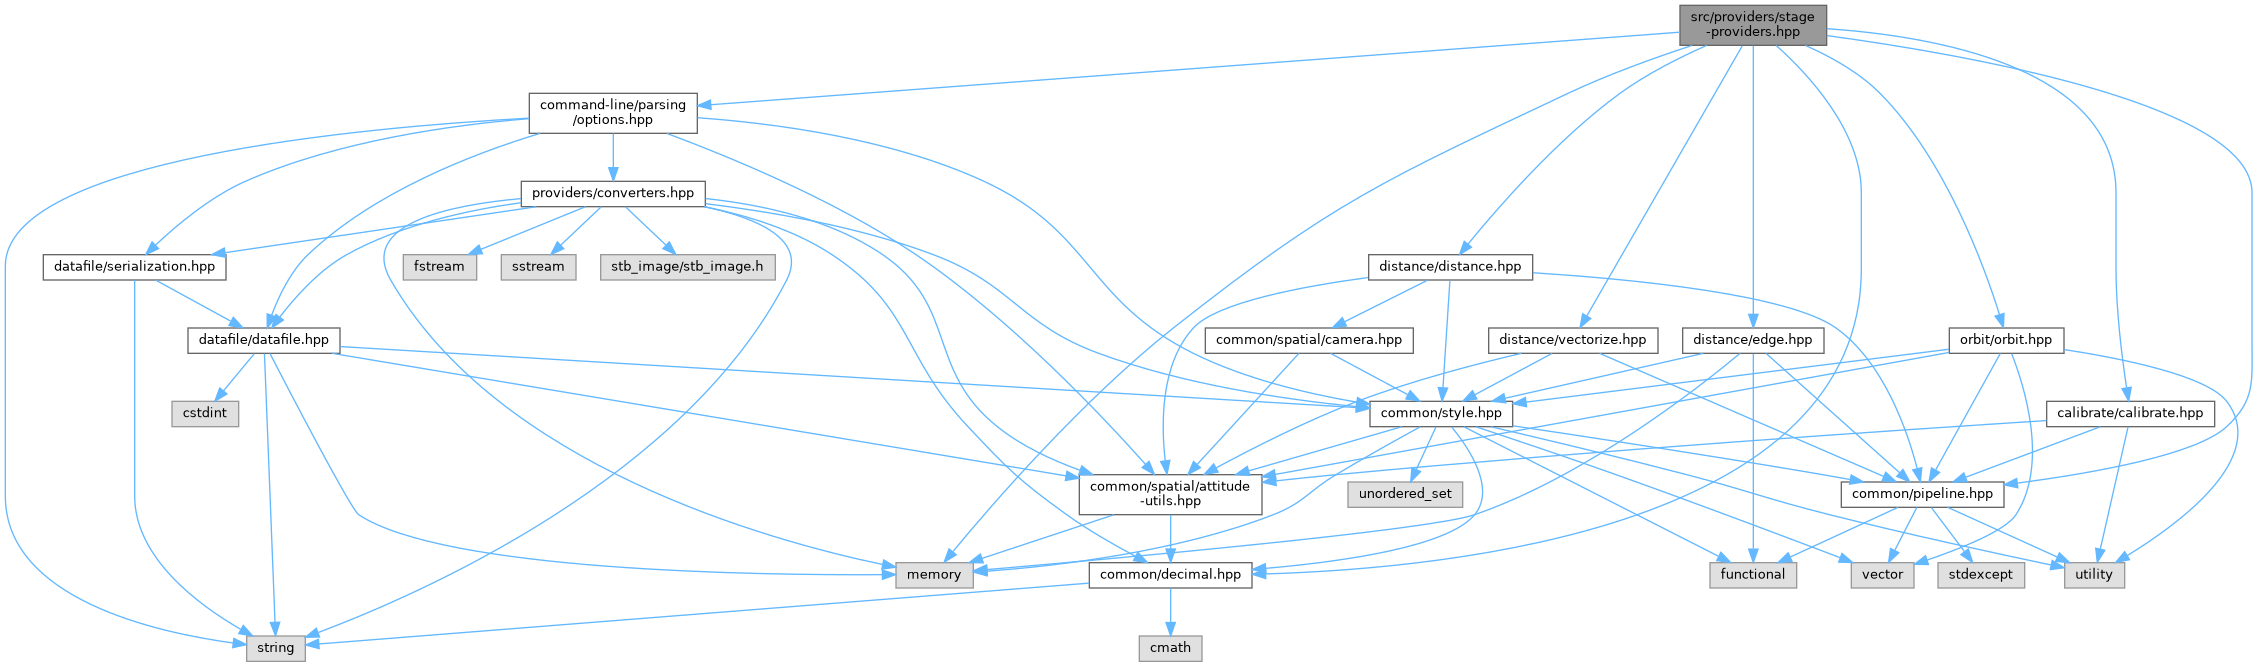 src/providers/stage
-providers.hpp
command-line/parsing
/options.hpp
providers/converters.hpp
datafile/serialization.hpp
fstream
sstream
stb_image/stb_image.h
distance/distance.hpp
datafile/datafile.hpp
common/spatial/camera.hpp
distance/vectorize.hpp
distance/edge.hpp
orbit/orbit.hpp
cstdint
common/style.hpp
calibrate/calibrate.hpp
common/spatial/attitude
-utils.hpp
unordered_set
common/pipeline.hpp
memory
common/decimal.hpp
functional
vector
stdexcept
utility
string
cmath